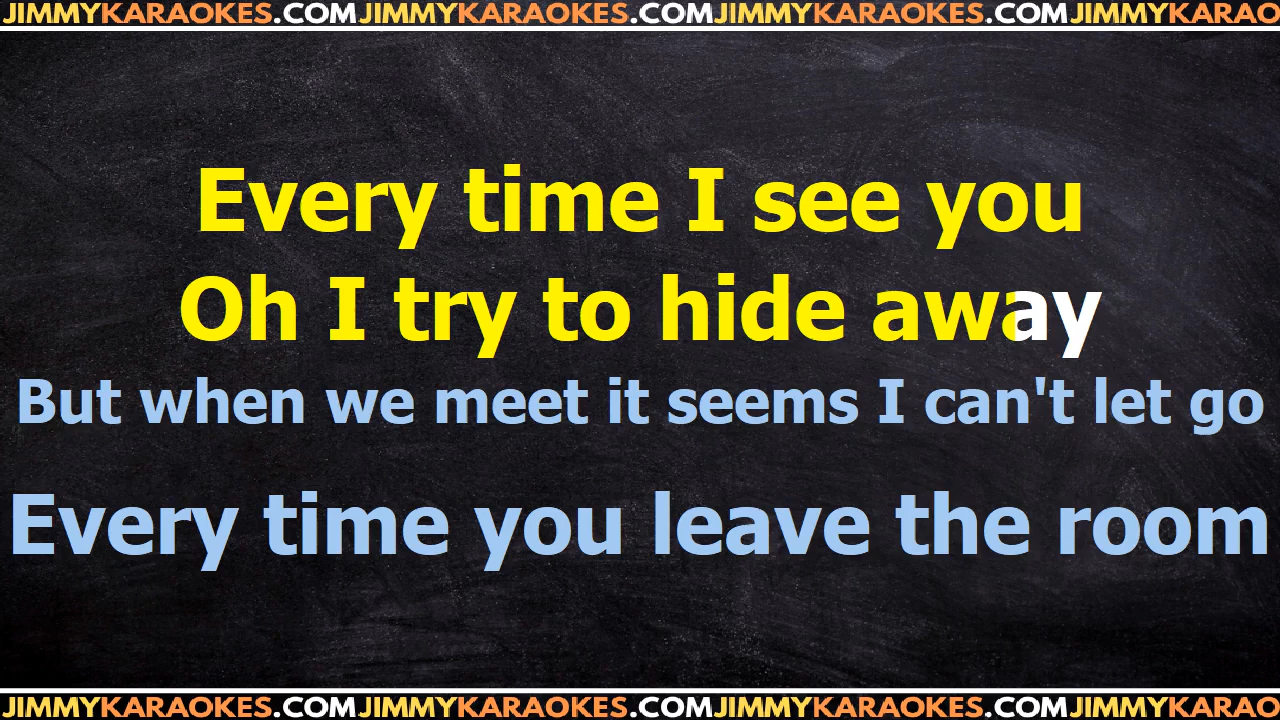 JIMMYKARAOKES.COMJIMMYKARAOKES.COMJIMMYKARAOKES.COMJIMMYKARAO
Every time I see you
Oh I try to hide away
But when we meet it seems I can't let go
Every time you leave the room
JIMMYKARAOKES.COMJIMMYKARAOKES.COMJIMMYKARAOKES.COMJIMMYKARAO